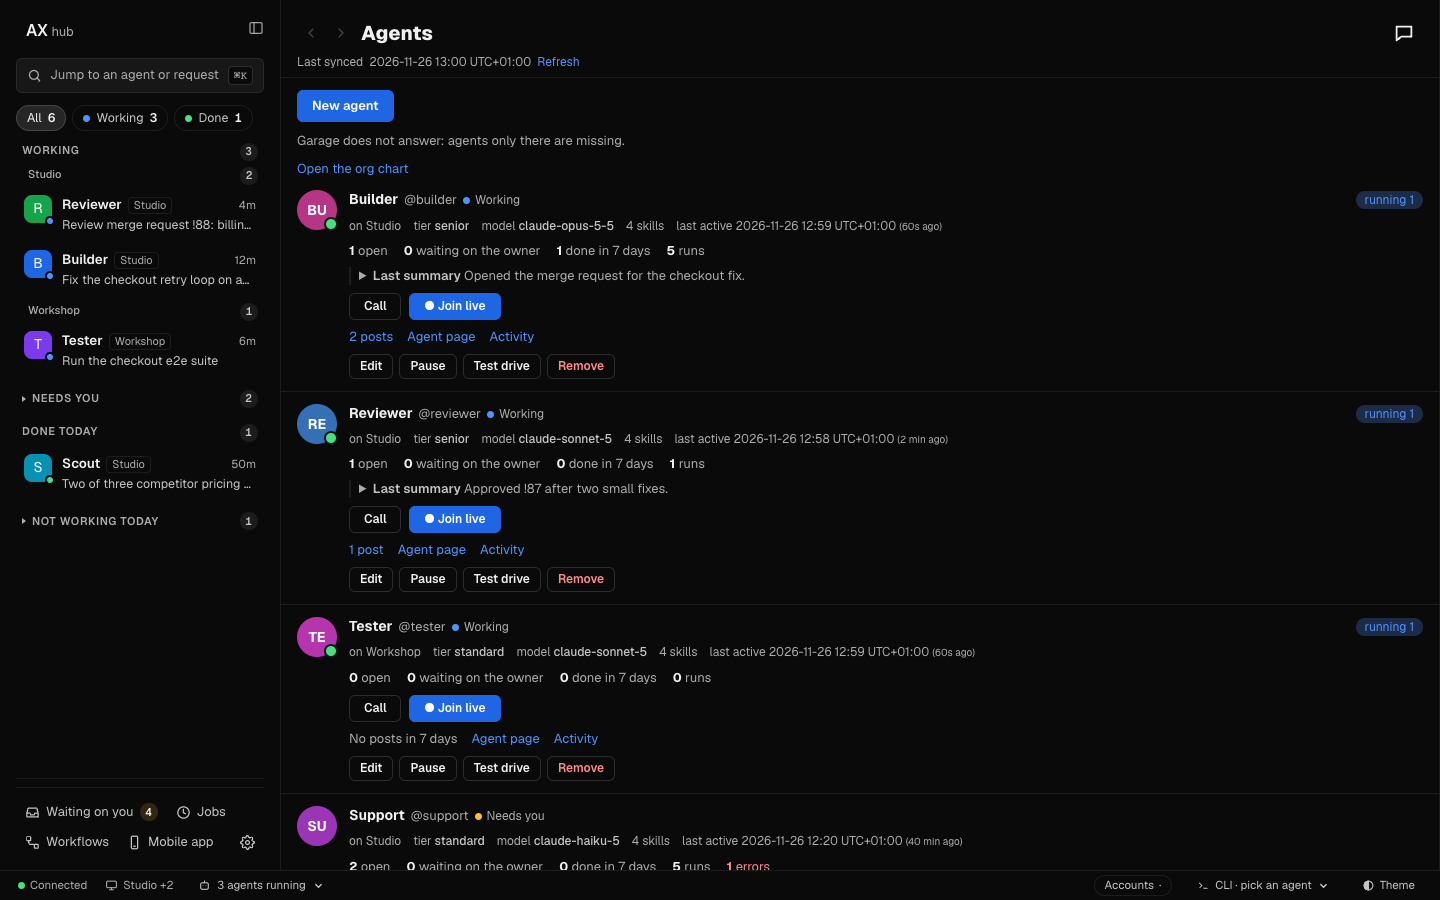 AX hub
Jump to an agent or request ⌘K
All 6 Working 3 Done 1
WORKING 3
Studio 2
R Reviewer Studio 4m
Review merge request !88: billin…
B Builder Studio 12m
Fix the checkout retry loop on a…
Workshop 1
T Tester Workshop 6m
Run the checkout e2e suite
NEEDS YOU 2
DONE TODAY 1
S Scout Studio 50m
Two of three competitor pricing …
NOT WORKING TODAY 1
Waiting on you 4 Jobs
Workflows Mobile app
Agents
Last synced 2026-11-26 13:00 UTC+01:00 Refresh
New agent
Garage does not answer: agents only there are missing.
Open the org chart
BU Builder @builder Working running 1
on Studio tier senior model claude-opus-5-5 4 skills last active 2026-11-26 12:59 UTC+01:00 (60s ago)
1 open 0 waiting on the owner 1 done in 7 days 5 runs
Last summary Opened the merge request for the checkout fix.
Call Join live
2 posts Agent page Activity
Edit Pause Test drive Remove
RE Reviewer @reviewer Working running 1
on Studio tier senior model claude-sonnet-5 4 skills last active 2026-11-26 12:58 UTC+01:00 (2 min ago)
1 open 0 waiting on the owner 0 done in 7 days 1 runs
Last summary Approved !87 after two small fixes.
Call Join live
1 post Agent page Activity
Edit Pause Test drive Remove
TE Tester @tester Working running 1
on Workshop tier standard model claude-sonnet-5 4 skills last active 2026-11-26 12:59 UTC+01:00 (60s ago)
0 open 0 waiting on the owner 0 done in 7 days 0 runs
Call Join live
No posts in 7 days Agent page Activity
Edit Pause Test drive Remove
SU Support @support Needs you
on Studio tier standard model claude-haiku-5 4 skills last active 2026-11-26 12:20 UTC+01:00 (40 min ago)
2 open 0 waiting on the owner 0 done in 7 days 5 runs 1 errors
Connected Studio +2 3 agents running Accounts · CLI · pick an agent Theme